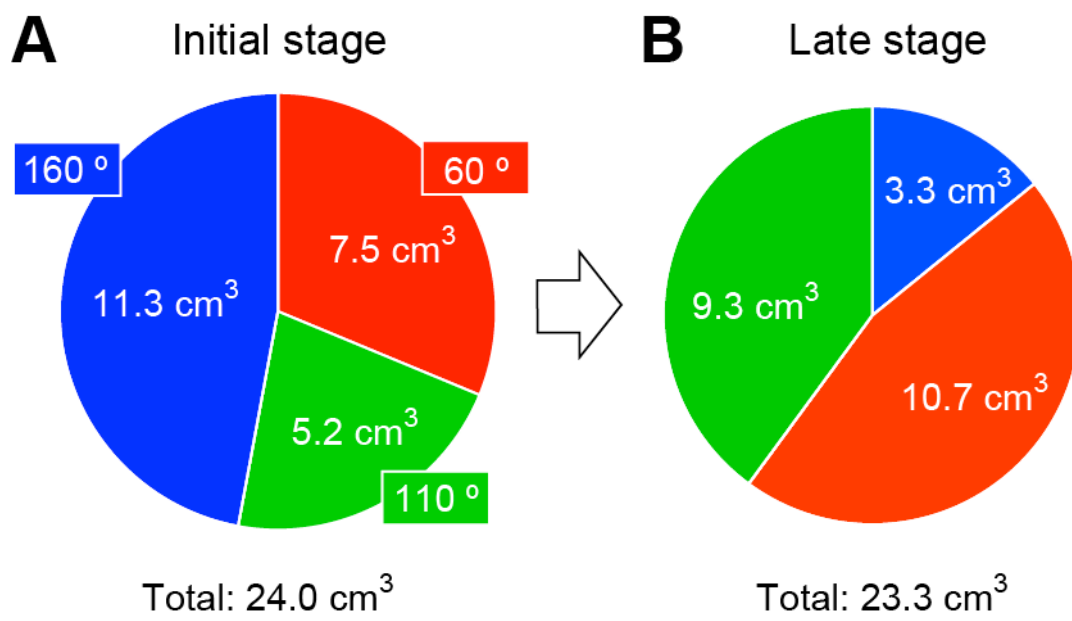 A Initial stage
160 º
60 º
7.5 cm³
11.3 cm³
5.2 cm³
110 º
Total: 24.0 cm³
B Late stage
3.3 cm³
9.3 cm³
10.7 cm³
Total: 23.3 cm³